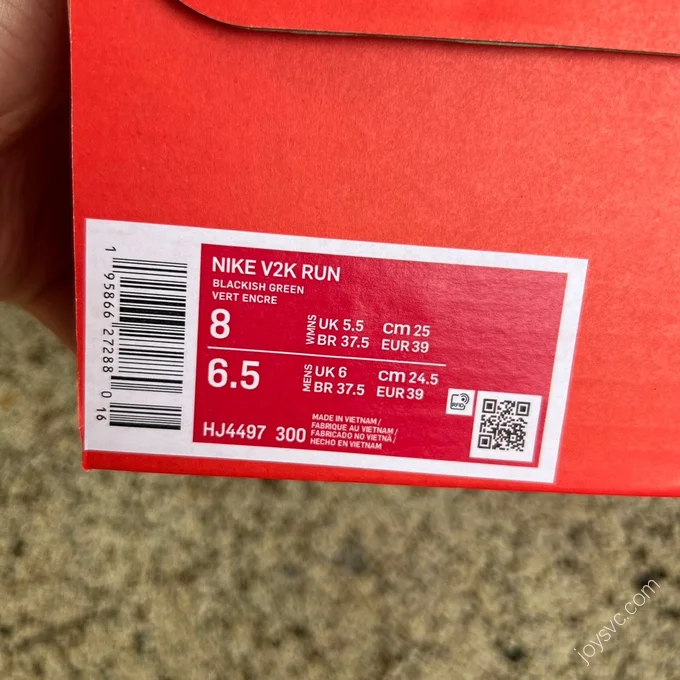 NIKE V2K RUN
BLACKISH GREEN
VERT ENCRE
8
WMNS
UK 5.5 cm 25
BR 37.5 EUR 39
6.5
MENS
UK 6 cm 24.5
BR 37.5 EUR 39
HJ4497 300
MADE IN VIETNAM/
FABRIQUE AU VIETNAM/
FABRICADO NO VIETNÃ/
HECHO EN VIETNAM
RFID
1 95866 27288 0 16
joysvc.com